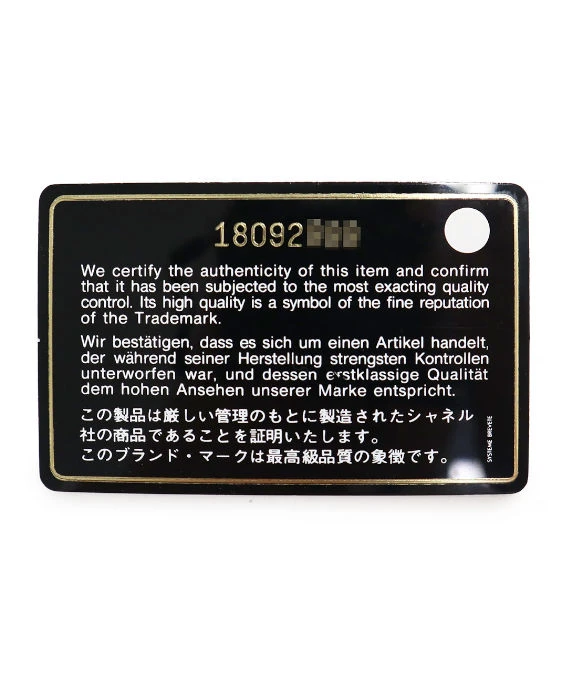 18092
We certify the authenticity of this item and confirm
that it has been subjected to the most exacting quality
control. Its high quality is a symbol of the fine reputation
of the Trademark.
Wir bestätigen, dass es sich um einen Artikel handelt,
der während seiner Herstellung strengsten Kontrollen
unterworfen war, und dessen erstklassige Qualität
dem hohen Ansehen unserer Marke entspricht.
この製品は厳しい管理のもとに製造されたシャネル
社の商品であることを証明いたします。
このブランド・マークは最高級品質の象徴です。
SYSTEME BREVETE